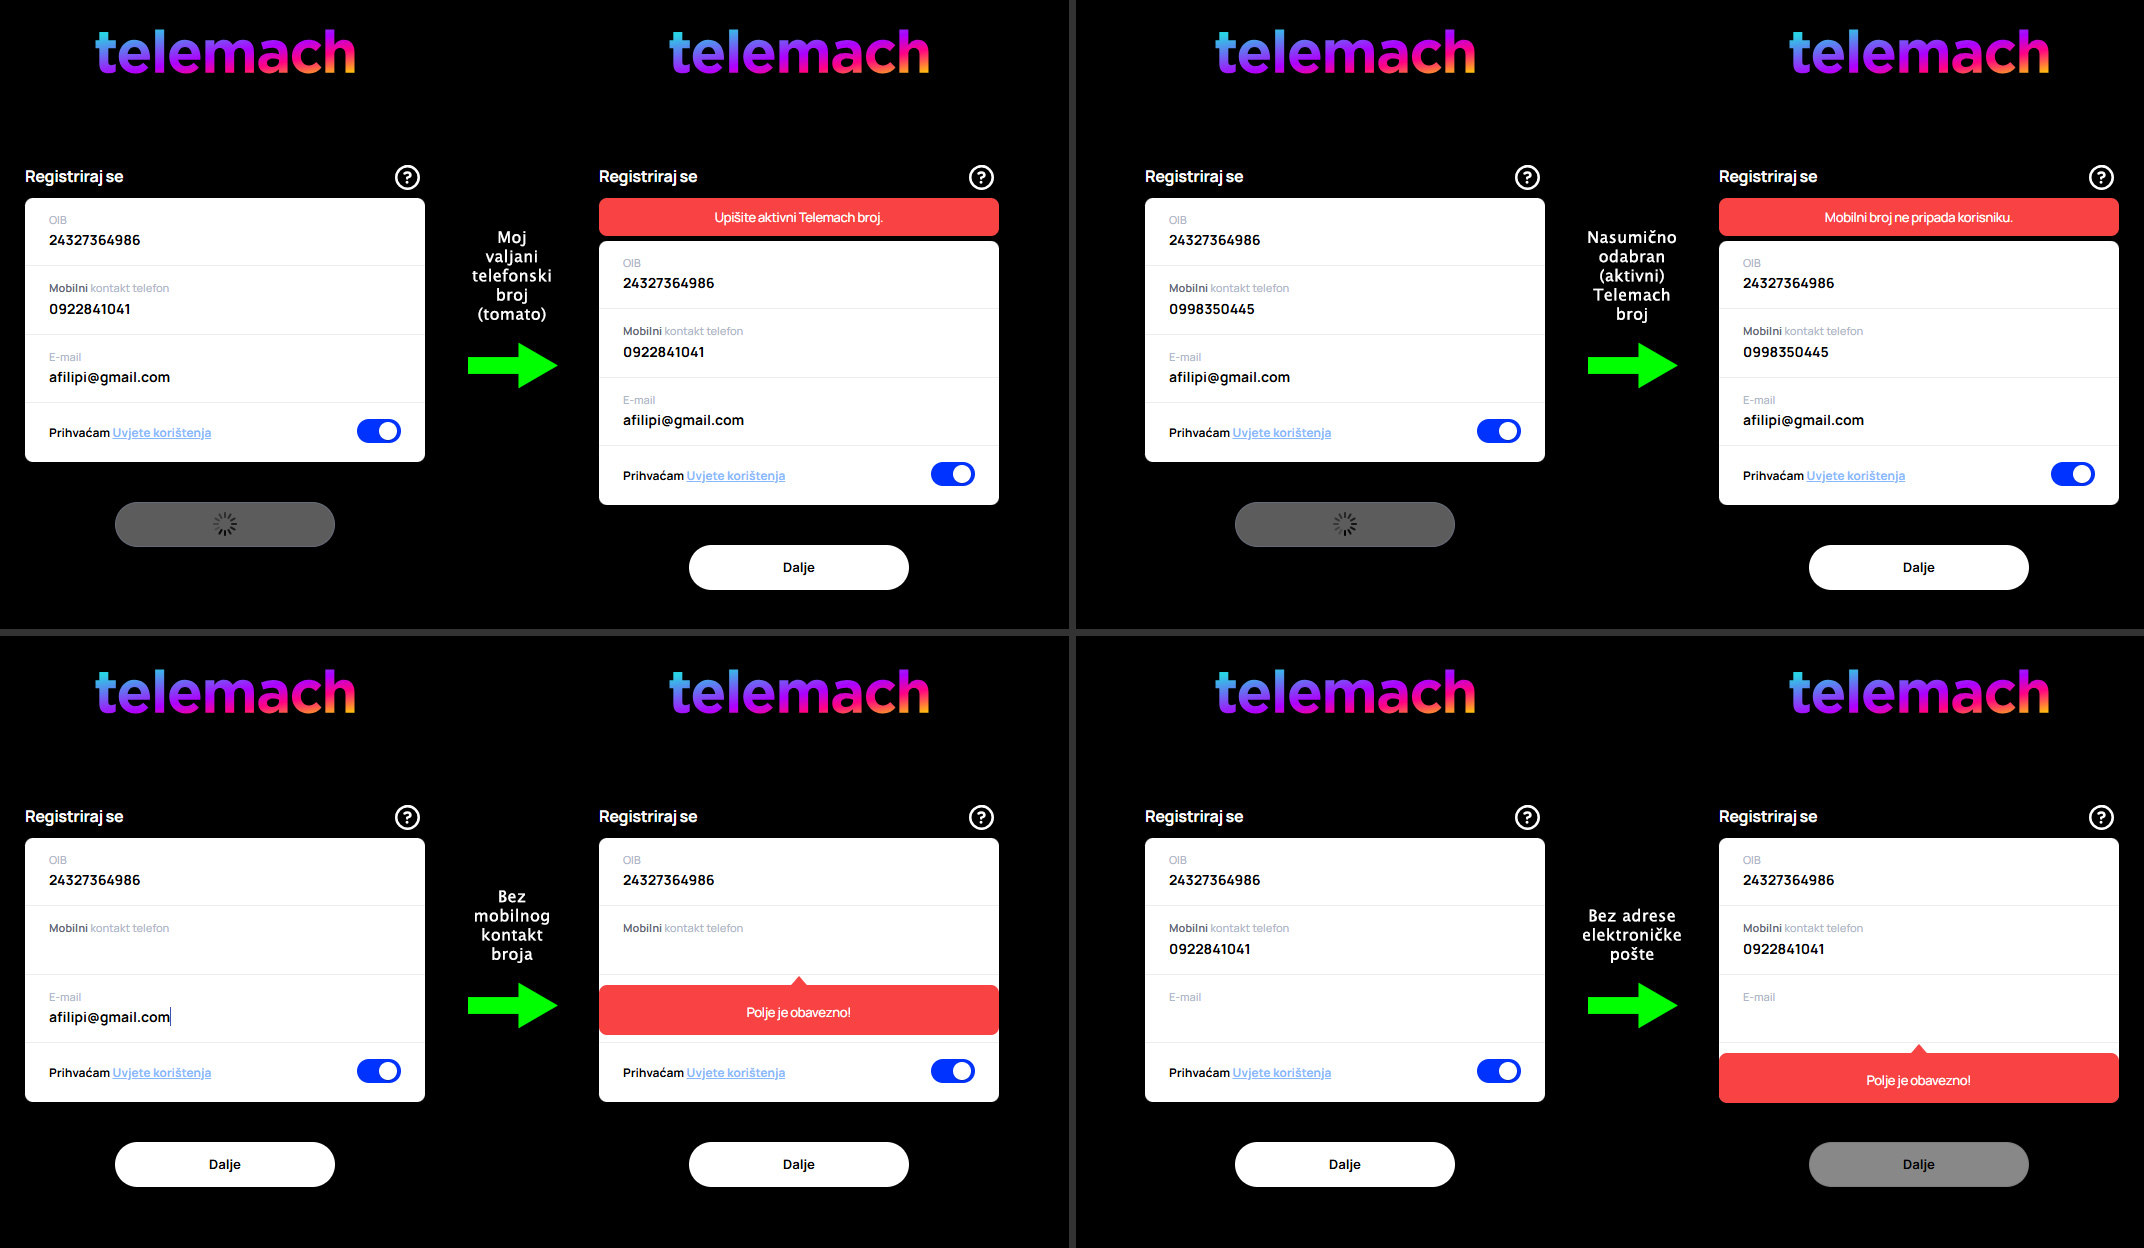 telemach
Registriraj se
?
OIB
24327364986
Mobilni kontakt telefon
0922841041
E-mail
afilipi@gmail.com
Prihvaćam Uvjete korištenja
Moj
valjani
telefonski
broj
(tomato)
telemach
Registriraj se
?
Upišite aktivni Telemach broj.
OIB
24327364986
Mobilni kontakt telefon
0922841041
E-mail
afilipi@gmail.com
Prihvaćam Uvjete korištenja
Dalje
telemach
Registriraj se
?
OIB
24327364986
Mobilni kontakt telefon
0998350445
E-mail
afilipi@gmail.com
Prihvaćam Uvjete korištenja
Nasumično
odabran
(aktivni)
Telemach
broj
telemach
Registriraj se
?
Mobilni broj ne pripada korisniku.
OIB
24327364986
Mobilni kontakt telefon
0998350445
E-mail
afilipi@gmail.com
Prihvaćam Uvjete korištenja
Dalje
telemach
Registriraj se
?
OIB
24327364986
Mobilni kontakt telefon
E-mail
afilipi@gmail.com
Prihvaćam Uvjete korištenja
Dalje
Bez
mobilnog
kontakt
broja
telemach
Registriraj se
?
OIB
24327364986
Mobilni kontakt telefon
Polje je obavezno!
Prihvaćam Uvjete korištenja
Dalje
telemach
Registriraj se
?
OIB
24327364986
Mobilni kontakt telefon
0922841041
E-mail
Prihvaćam Uvjete korištenja
Dalje
Bez adrese
elektroničke
pošte
telemach
Registriraj se
?
OIB
24327364986
Mobilni kontakt telefon
0922841041
E-mail
Polje je obavezno!
Dalje